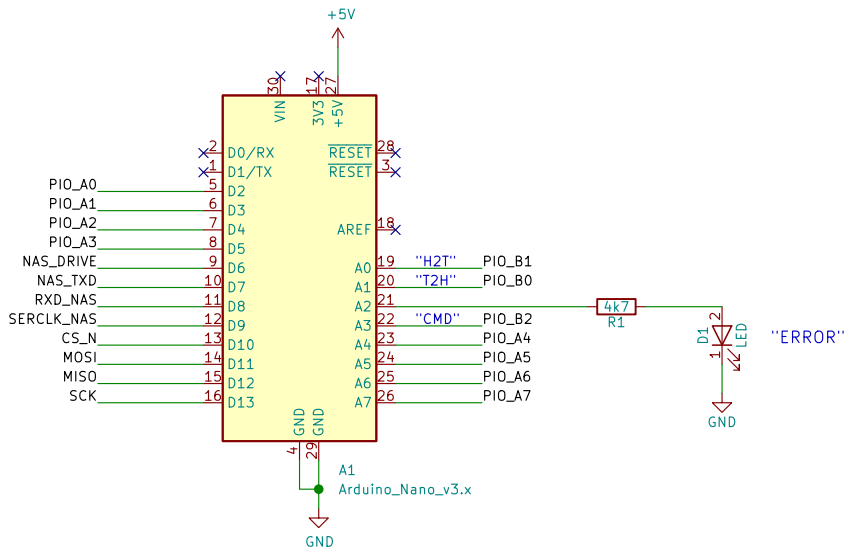 +5V
30 17 27
VIN 3V3 +5V
2 D0/RX RESET 28
1 D1/TX RESET 3
PIO_A0 5 D2
PIO_A1 6 D3
PIO_A2 7 D4 AREF 18
PIO_A3 8 D5
NAS_DRIVE 9 D6 A0 19 "H2T" PIO_B1
NAS_TXD 10 D7 A1 20 "T2H" PIO_B0
RXD_NAS 11 D8 A2 21 4k7
R1
SERCLK_NAS 12 D9 A3 22 "CMD" PIO_B2
CS_N 13 D10 A4 23 PIO_A4
2 D1 LED 1 "ERROR"
MOSI 14 D11 A5 24 PIO_A5
MISO 15 D12 A6 25 PIO_A6
SCK 16 D13 A7 26 PIO_A7
GND GND
GND
4 29
A1
Arduino_Nano_v3.x
GND